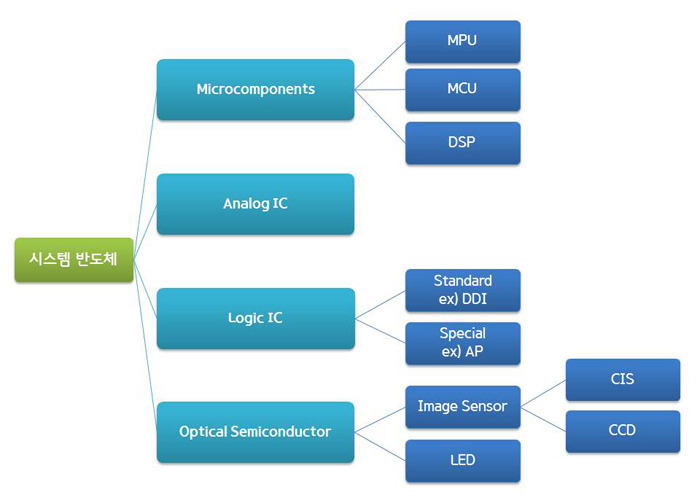 시스템 반도체
Microcomponents
MPU
MCU
DSP
Analog IC
Logic IC
Standard
ex) DDI
Special
ex) AP
Optical Semiconductor
Image Sensor
CIS
CCD
LED